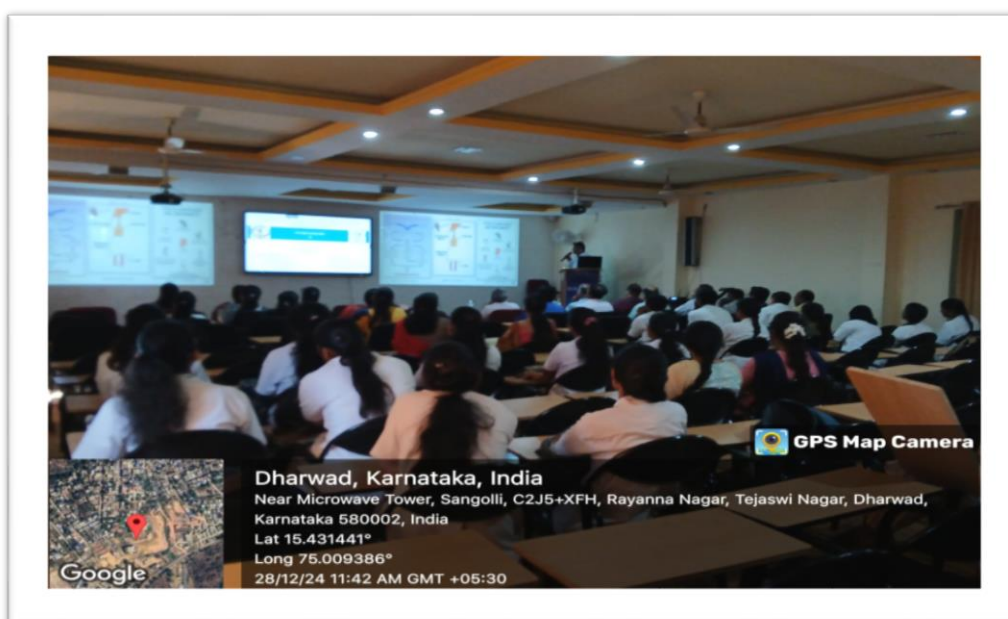 GPS Map Camera
Dharwad, Karnataka, India
Near Microwave Tower, Sangolli, C2J5+XFH, Rayanna Nagar, Tejaswi Nagar, Dharwad,
Karnataka 580002, India
Lat 15.431441°
Long 75.009386°
28/12/24 11:42 AM GMT +05:30
Google